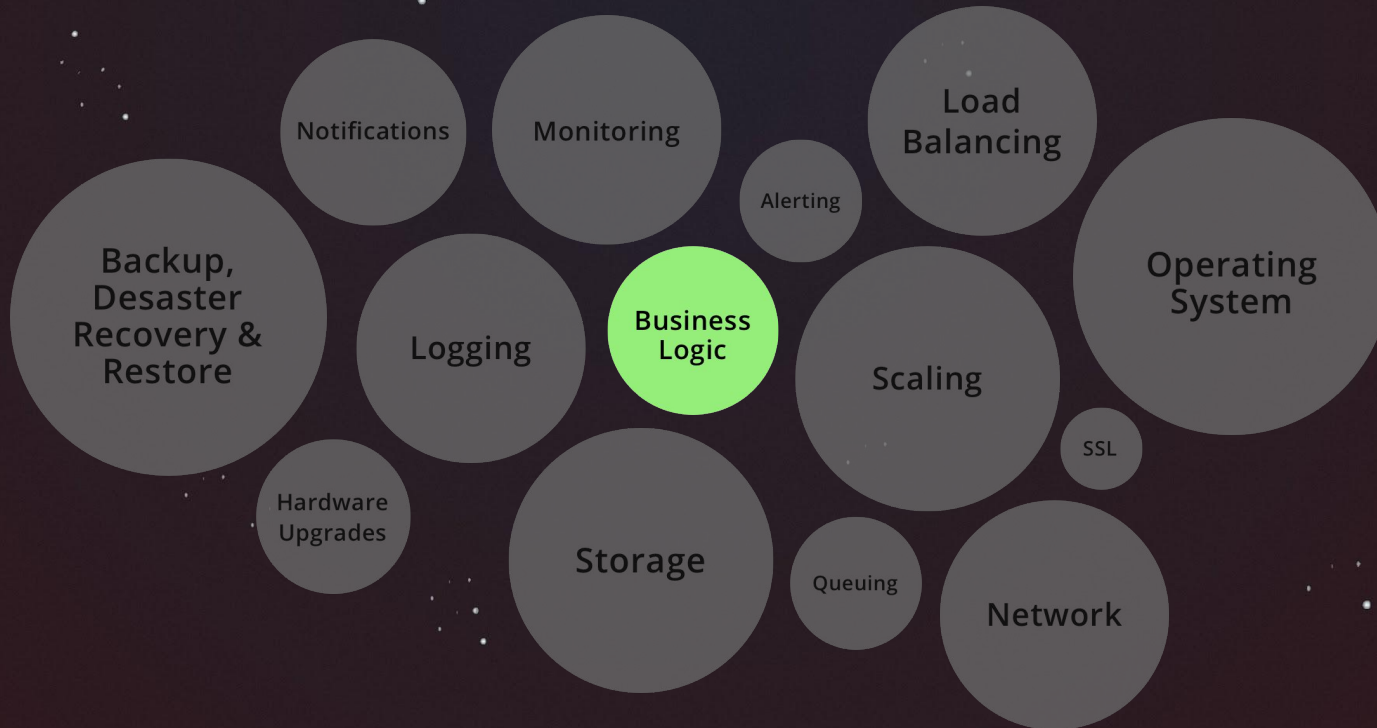 Notifications
Monitoring
Load
Balancing
Alerting
Backup,
Desaster
Recovery &
Restore
Logging
Business
Logic
Scaling
Operating
System
SSL
Hardware
Upgrades
Storage
Queuing
Network